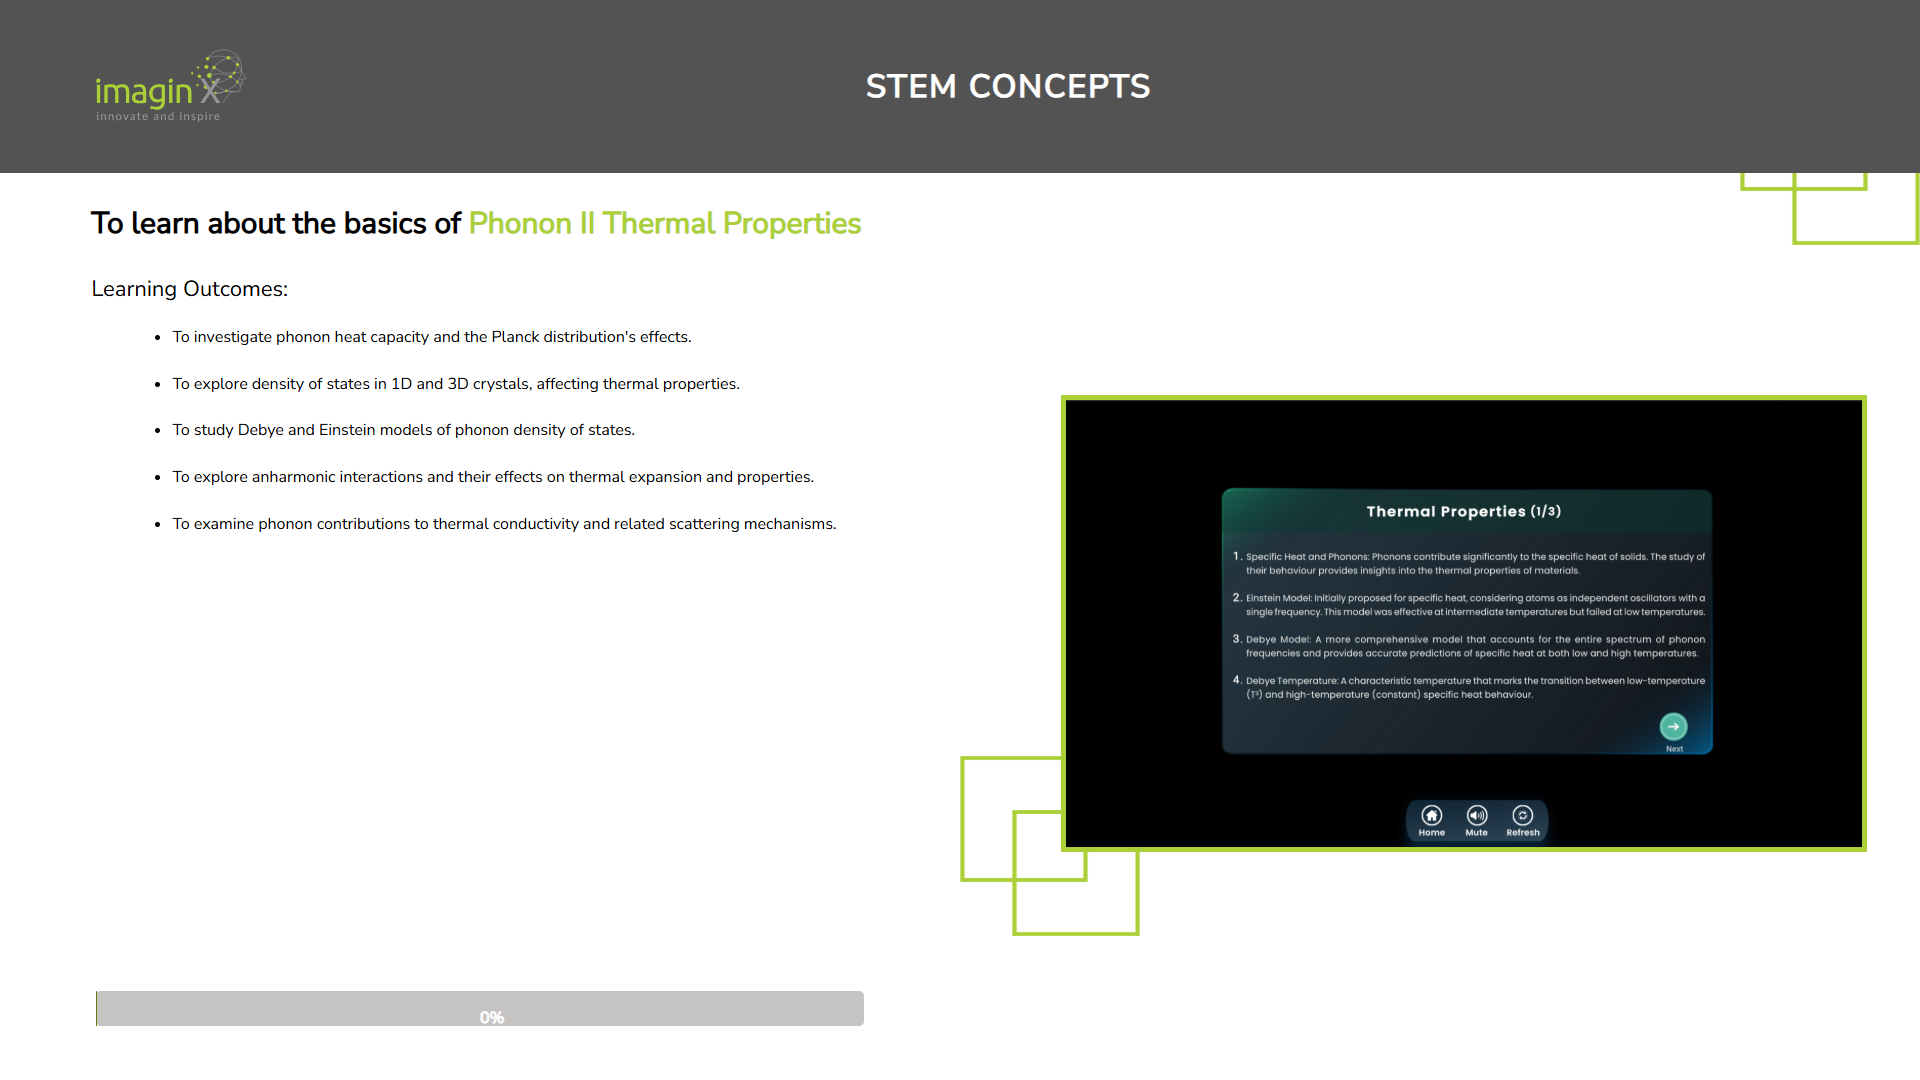 imagin X
innovate and inspire
STEM CONCEPTS
To learn about the basics of Phonon II Thermal Properties
Learning Outcomes:
• To investigate phonon heat capacity and the Planck distribution's effects.
• To explore density of states in 1D and 3D crystals, affecting thermal properties.
• To study Debye and Einstein models of phonon density of states.
• To explore anharmonic interactions and their effects on thermal expansion and properties.
• To examine phonon contributions to thermal conductivity and related scattering mechanisms.
Thermal Properties (1/3)
1. Specific Heat and Phonons: Phonons contribute significantly to the specific heat of solids. The study of
their behaviour provides insights into the thermal properties of materials.
2. Einstein Model: Initially proposed for specific heat, considering atoms as independent oscillators with a
single frequency. This model was effective at intermediate temperatures but failed at low temperatures.
3. Debye Model: A more comprehensive model that accounts for the entire spectrum of phonon
frequencies and provides accurate predictions of specific heat at both low and high temperatures.
4. Debye Temperature: A characteristic temperature that marks the transition between low-temperature
(T³) and high-temperature (constant) specific heat behaviour.
Next
Home Mute Refresh
0%